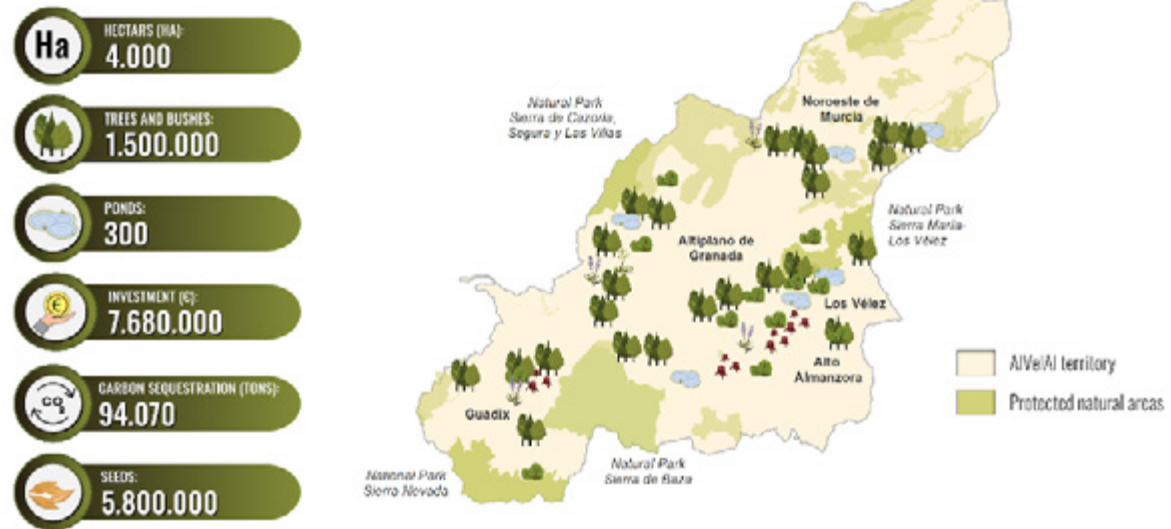 Ha
HECTARS (HA):
4.000
TREES AND BUSHES:
1.500.000
PONDS:
300
INVESTMENT (€):
7.680.000
CO2
CARBON SEQUESTRATION (TONS):
94.070
SEEDS:
5.800.000
Natural Park
Sierra de Cazorla,
Segura y Las Villas
Noroeste de
Murcia
Natural Park
Sierra María-
Los Vélez
Altiplano de
Granada
Los Vélez
Alto
Almanzora
Guadix
National Park
Sierra Nevada
Natural Park
Sierra de Baza
AlVelAl territory
Protected natural areas